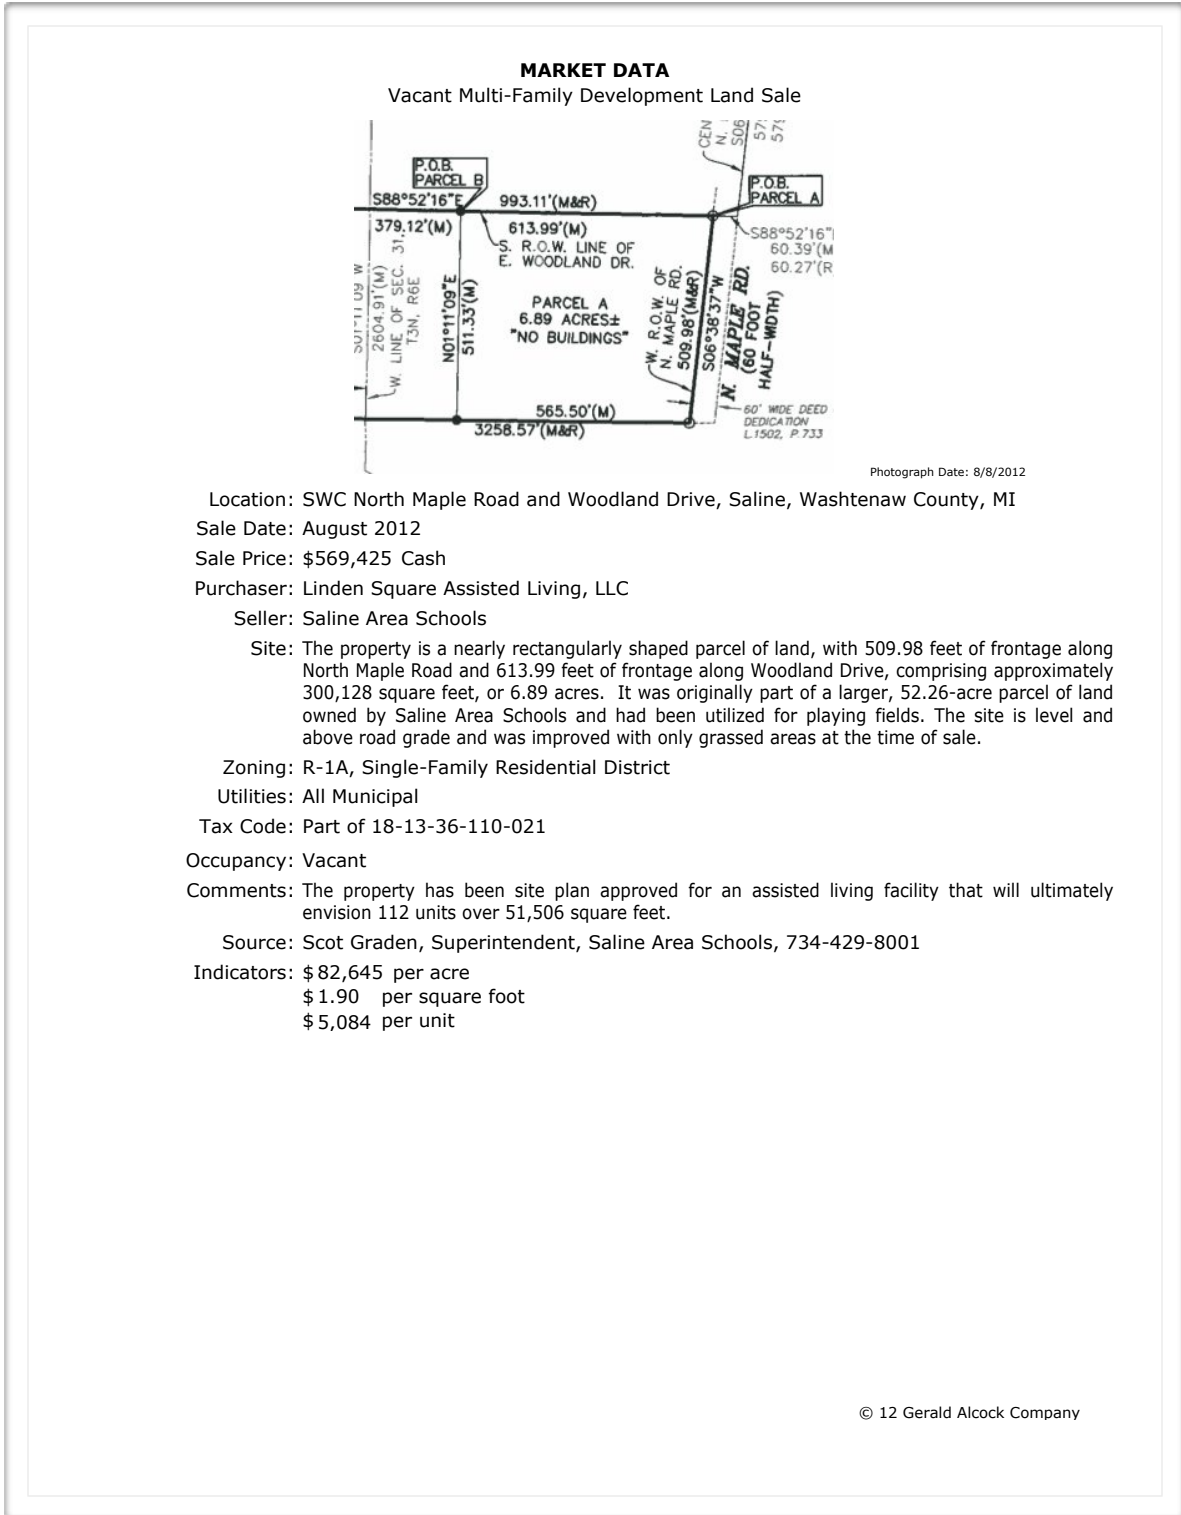 MARKET DATA
Vacant Multi-Family Development Land Sale
CEN
N.
S06
579
579
P.O.B.
PARCEL B
P.O.B.
PARCEL A
S88°52'16"E
993.11'(M&R)
379.12'(M)
613.99'(M)
S. R.O.W. LINE OF
E. WOODLAND DR.
S88°52'16"
60.39'(M
60.27'(R
2604.91'(M)
W. LINE OF SEC. 31,
T3N, R6E
N01°11'09"E
511.33'(M)
PARCEL A
6.89 ACRES±
"NO BUILDINGS"
W. R.O.W. OF
N. MAPLE RD.
509.98'(M&R)
S06°38'37"W
N. MAPLE RD.
(60 FOOT
HALF-WIDTH)
565.50'(M)
3258.57'(M&R)
60' WIDE DEED
DEDICATION
L.1502, P.733
Photograph Date: 8/8/2012
Location: SWC North Maple Road and Woodland Drive, Saline, Washtenaw County, MI
Sale Date: August 2012
Sale Price: $569,425 Cash
Purchaser: Linden Square Assisted Living, LLC
Seller: Saline Area Schools
Site: The property is a nearly rectangularly shaped parcel of land, with 509.98 feet of frontage along
North Maple Road and 613.99 feet of frontage along Woodland Drive, comprising approximately
300,128 square feet, or 6.89 acres. It was originally part of a larger, 52.26-acre parcel of land
owned by Saline Area Schools and had been utilized for playing fields. The site is level and
above road grade and was improved with only grassed areas at the time of sale.
Zoning: R-1A, Single-Family Residential District
Utilities: All Municipal
Tax Code: Part of 18-13-36-110-021
Occupancy: Vacant
Comments: The property has been site plan approved for an assisted living facility that will ultimately
envision 112 units over 51,506 square feet.
Source: Scot Graden, Superintendent, Saline Area Schools, 734-429-8001
Indicators: $82,645 per acre
$1.90 per square foot
$5,084 per unit
© 12 Gerald Alcock Company